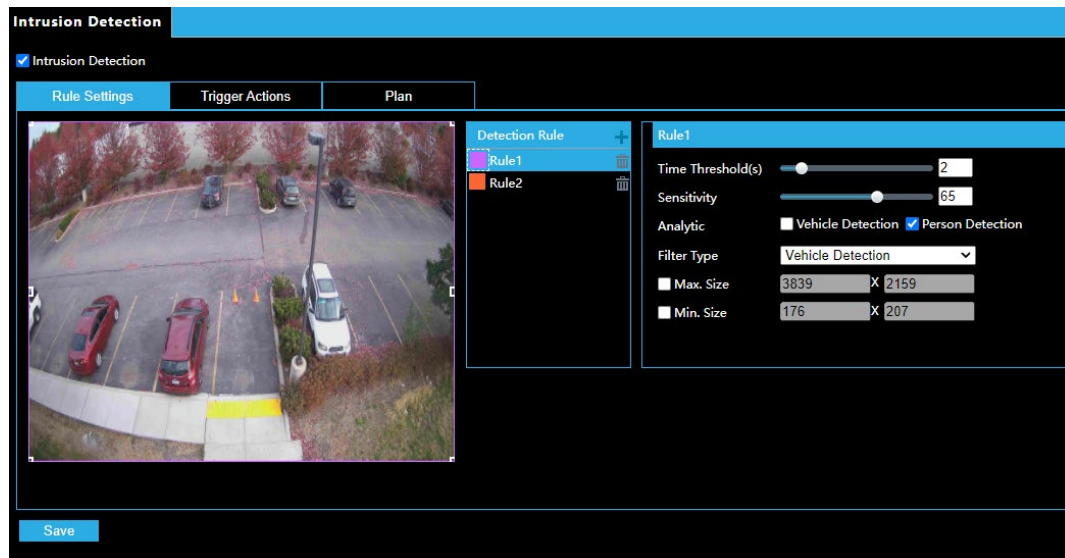 Intrusion Detection
Intrusion Detection
Rule Settings Trigger Actions Plan
Detection Rule +
Rule1
Rule2
Rule1
Time Threshold(s) 2
Sensitivity 65
Analytic Vehicle Detection Person Detection
Filter Type Vehicle Detection
Max. Size 3839 X 2159
Min. Size 176 X 207
Save